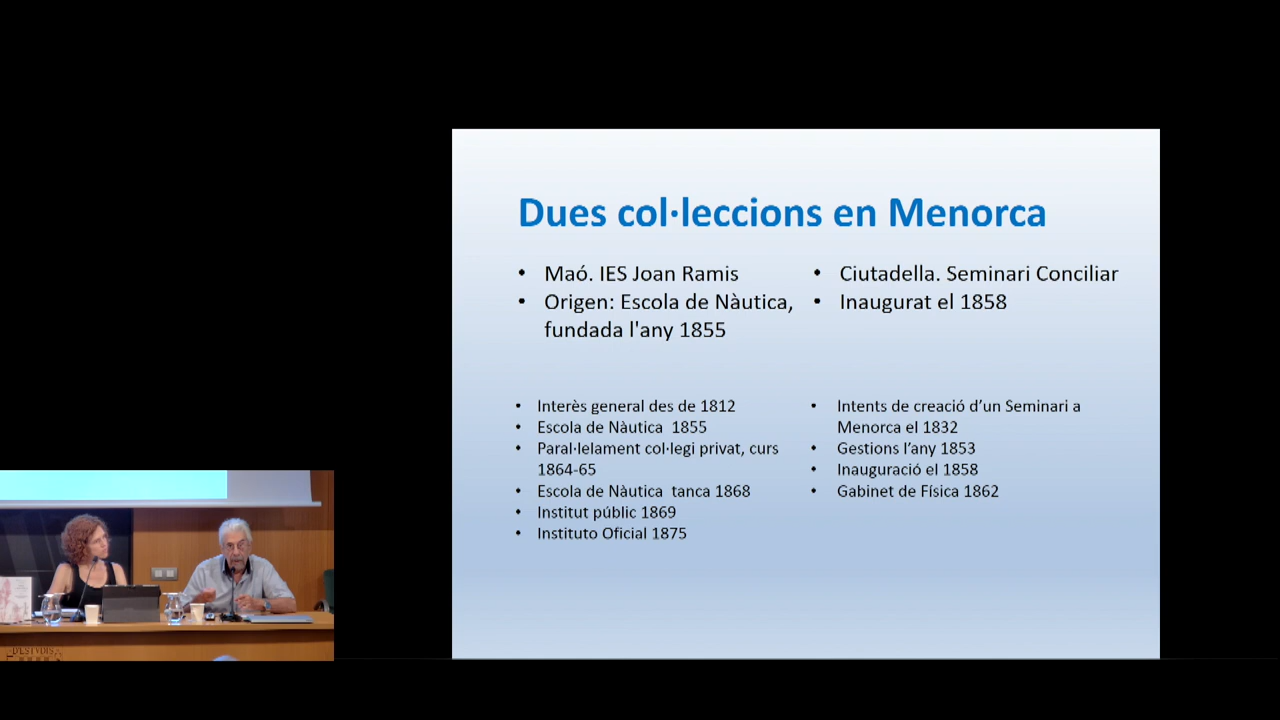 Dues col·leccions en Menorca
• Maó. IES Joan Ramis
• Origen: Escola de Nàutica,
fundada l'any 1855
• Ciutadella. Seminari Conciliar
• Inaugurat el 1858
• Interès general des de 1812
• Escola de Nàutica 1855
• Paral·lelament col·legi privat, curs
1864-65
• Escola de Nàutica tanca 1868
• Institut públic 1869
• Instituto Oficial 1875
• Intents de creació d’un Seminari a
Menorca el 1832
• Gestions l’any 1853
• Inauguració el 1858
• Gabinet de Física 1862
D'ESTVDIS